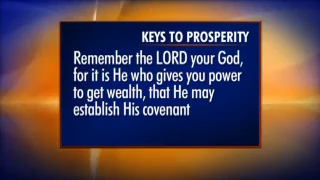 KEYS TO PROSPERITY
Remember the LORD your God,
for it is He who gives you power
to get wealth, that He may
establish His covenant